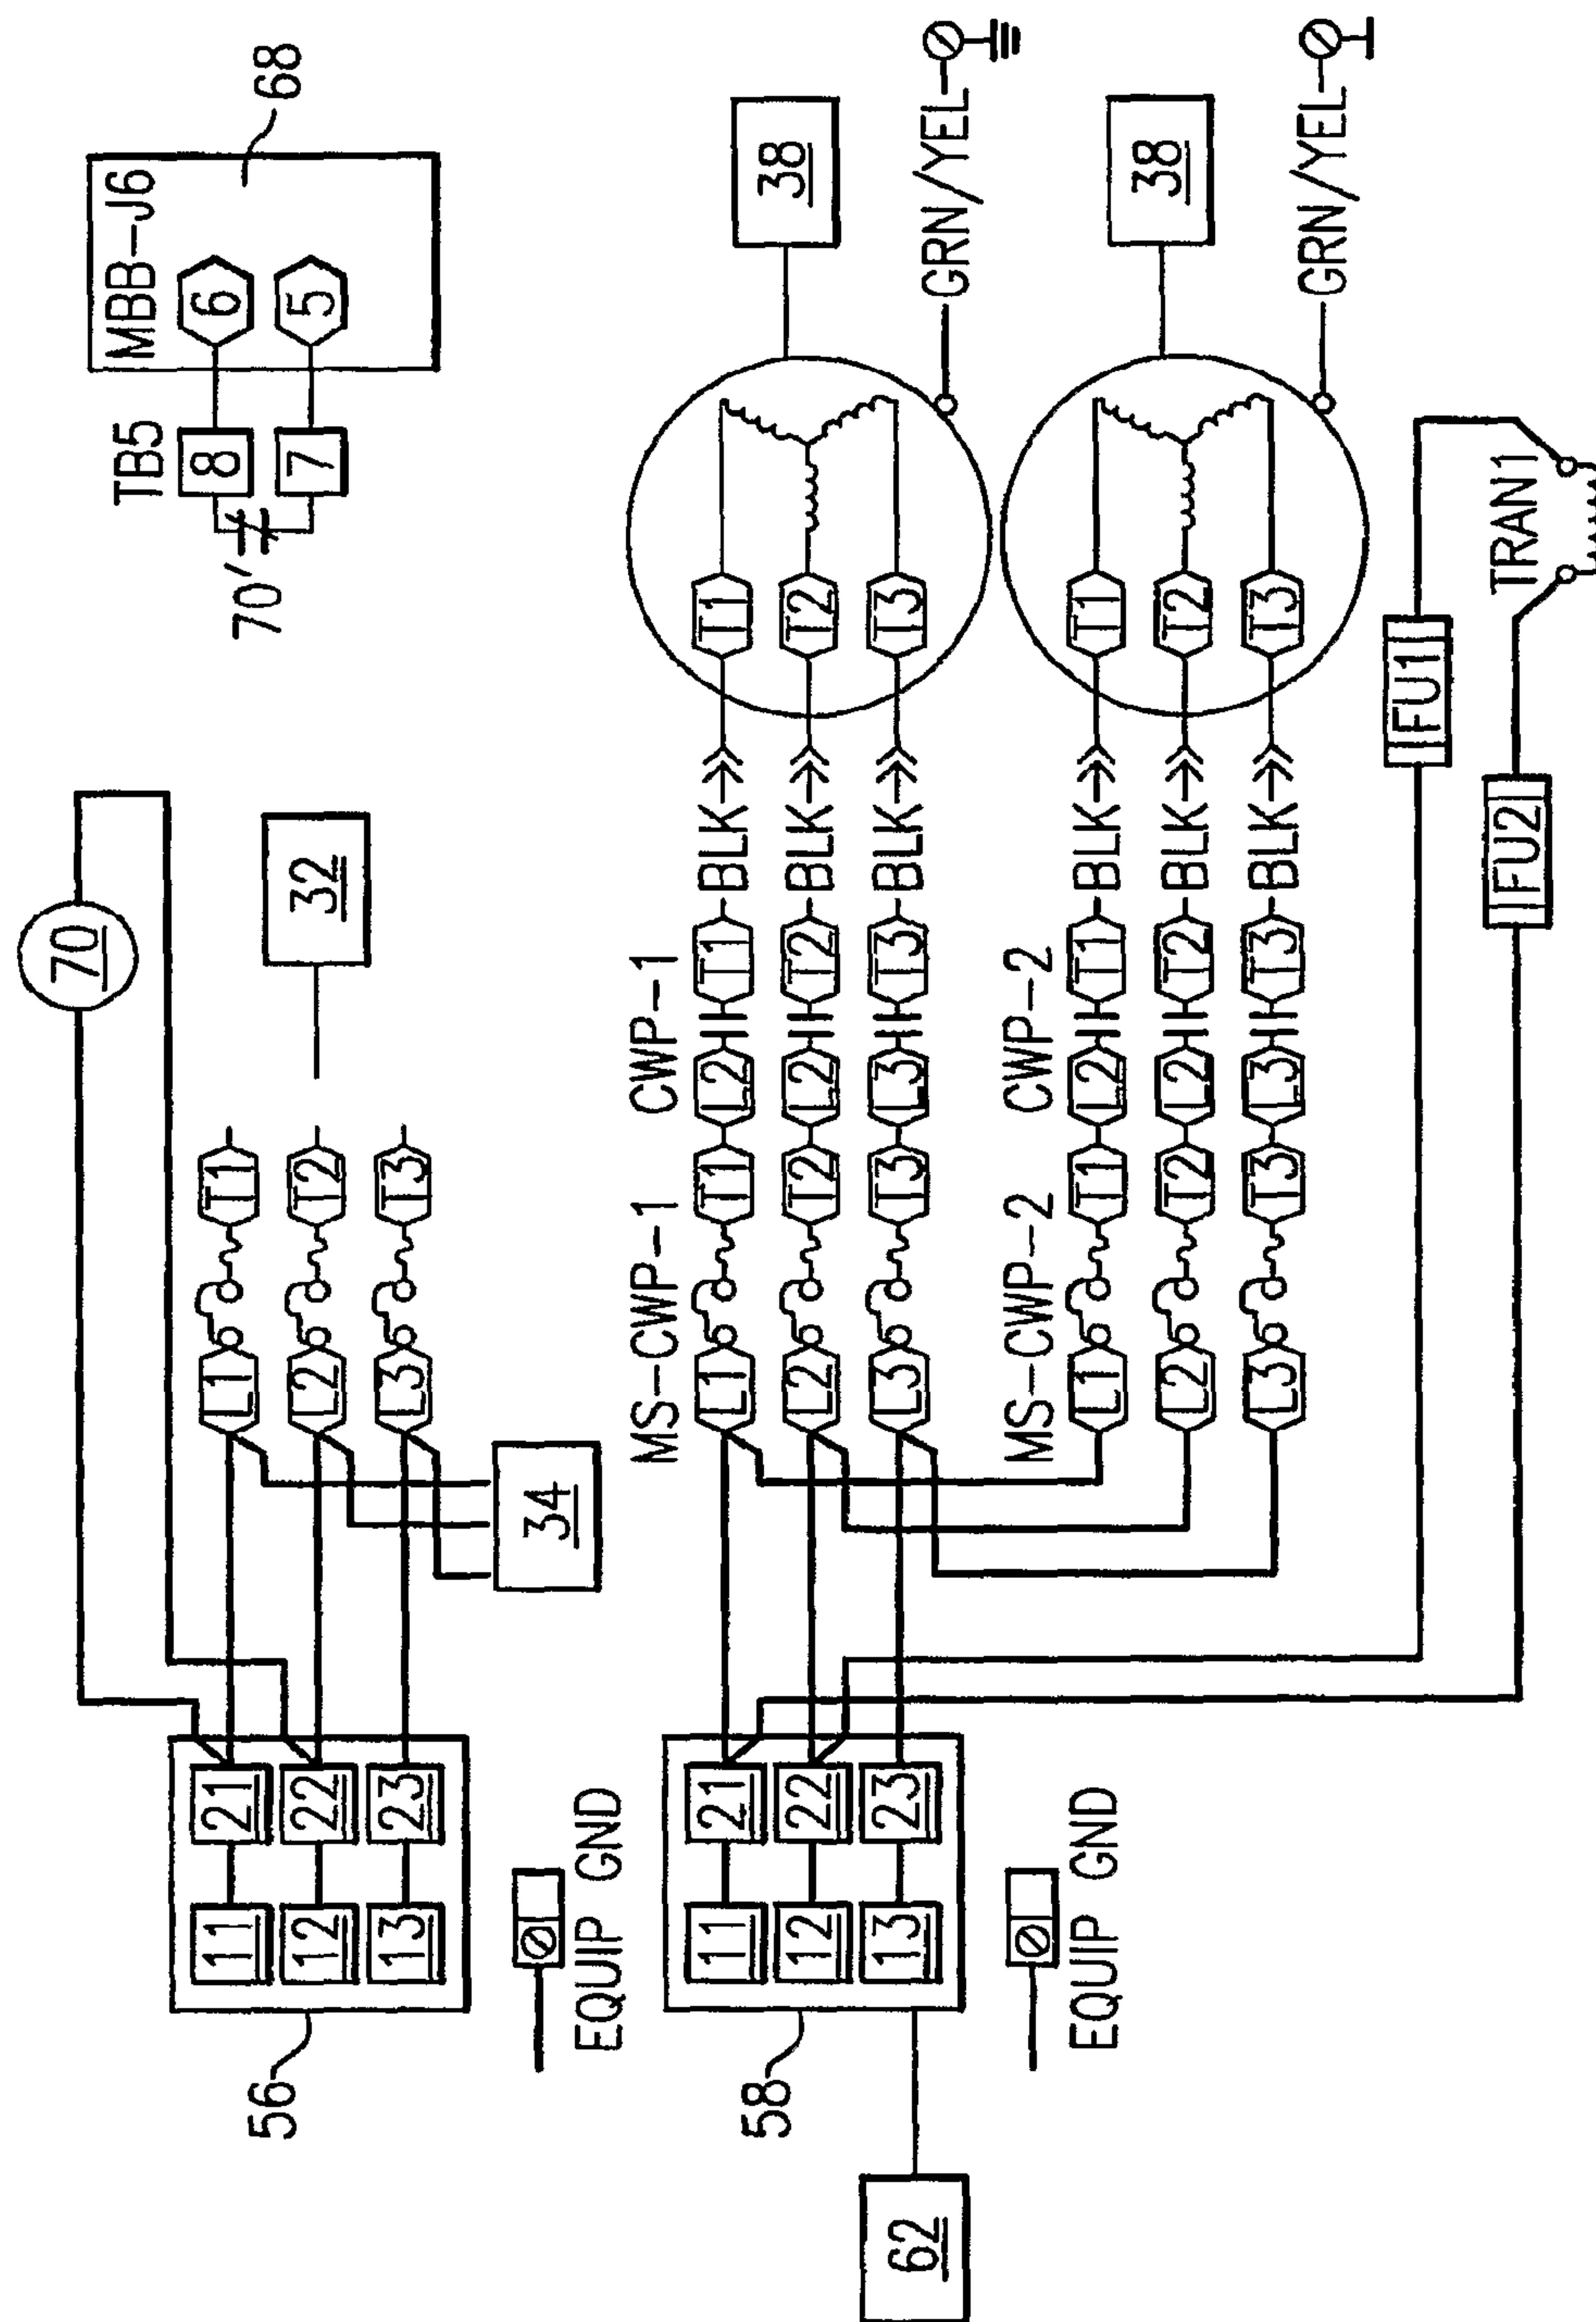 70
MBB-J6
68
TB5
8 6
7 5
70'
56
11 21 L1 T1
12 22 L2 T2
13 23 L3 T3
32
34
EQUIP GND
MS-CWP-1 CWP-1
58
11 21 L1 T1 L2 T1 BLK T1
12 22 L2 T2 L2 T2 BLK T2
13 23 L3 T3 L3 T3 BLK T3
38
GRN/YEL
62
EQUIP GND
MS-CWP-2 CWP-2
L1 T1 L2 T1 BLK T1
L2 T2 L2 T2 BLK T2
L3 T3 L3 T3 BLK T3
38
GRN/YEL
FU1
FU2
TRAN1